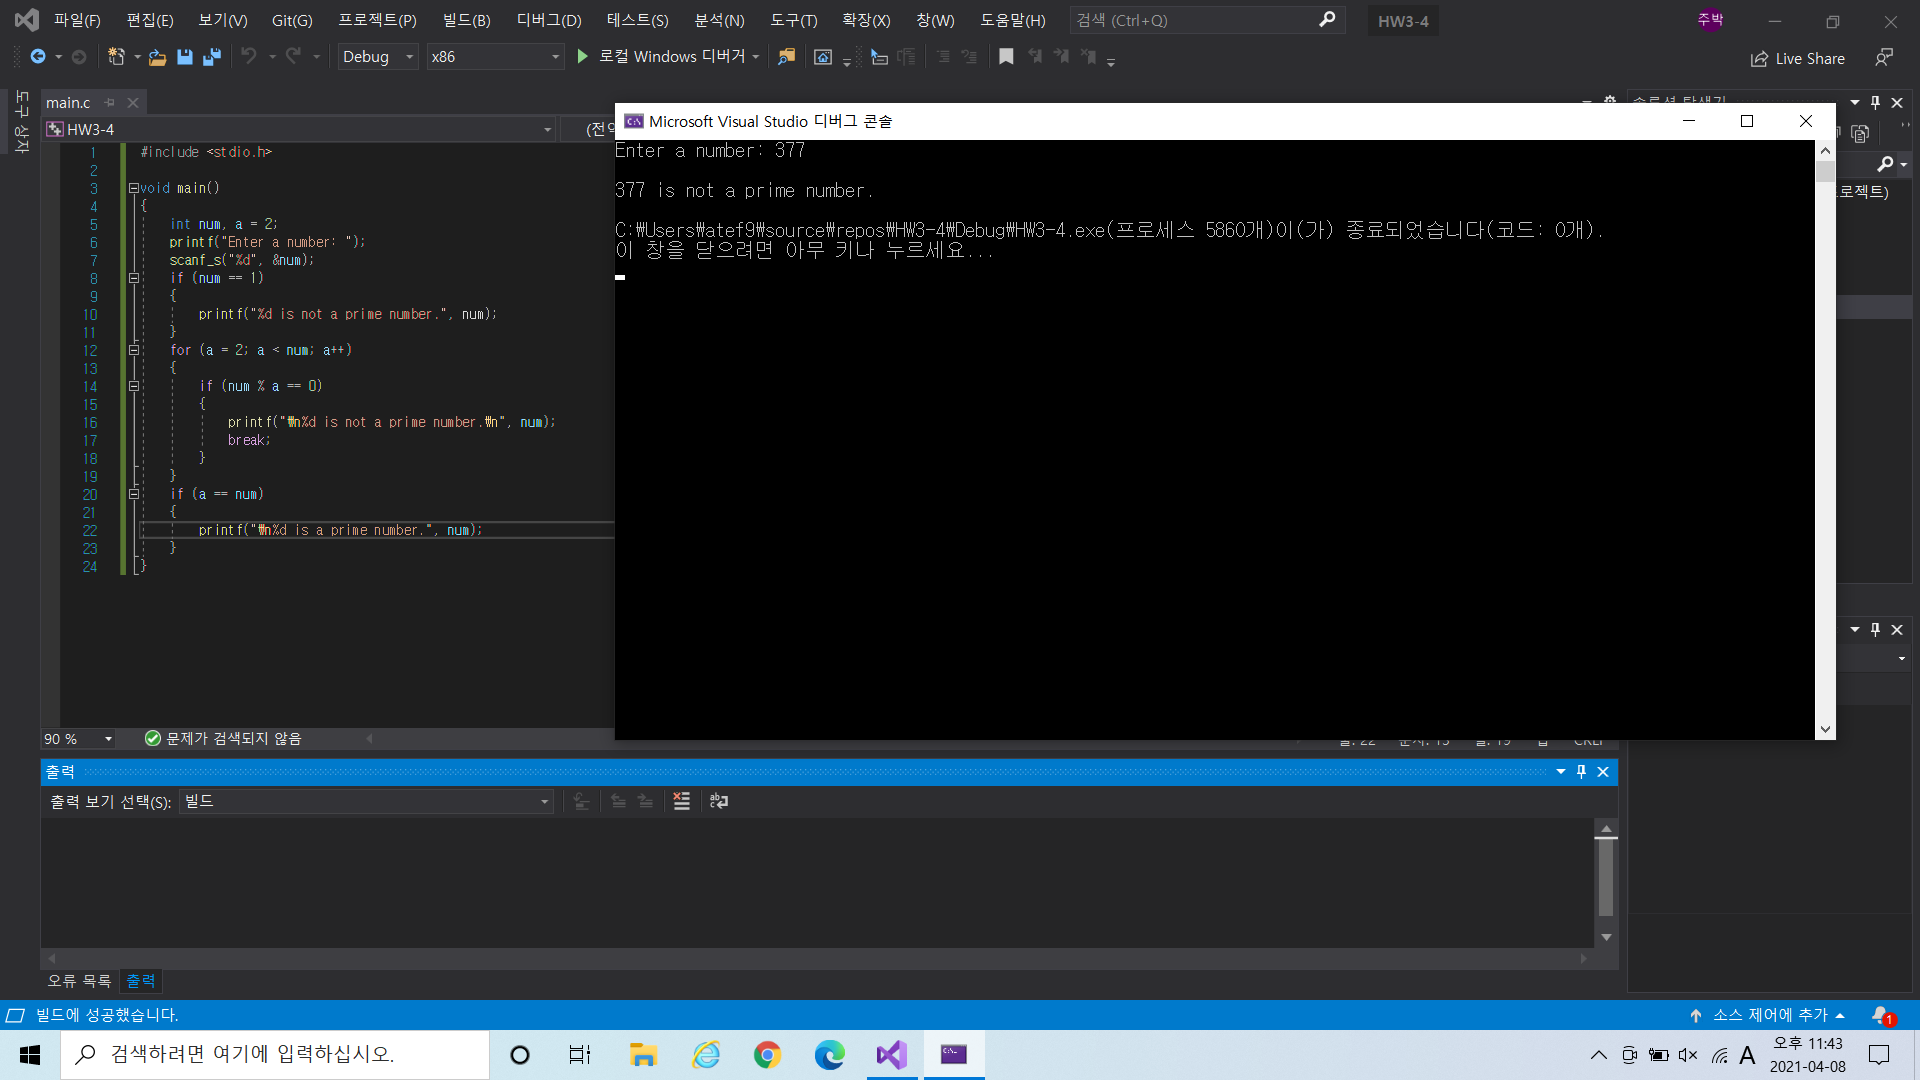 파일(F) 편집(E) 보기(V) Git(G) 프로젝트(P) 빌드(B) 디버그(D) 테스트(S) 분석(N) 도구(T) 확장(X) 창(W) 도움말(H) 검색 (Ctrl+Q) HW3-4 주박
Debug x86 로컬 Windows 디버거 Live Share
도구 상자
main.c
HW3-4
1 #include <stdio.h>
2
3 void main()
4 {
5 int num, a = 2;
6 printf("Enter a number: ");
7 scanf_s("%d", &num);
8 if (num == 1)
9 {
10 printf("%d is not a prime number.", num);
11 }
12 for (a = 2; a < num; a++)
13 {
14 if (num % a == 0)
15 {
16 printf("₩n%d is not a prime number.₩n", num);
17 break;
18 }
19 }
20 if (a == num)
21 {
22 printf("₩n%d is a prime number.", num);
23 }
24 }
Microsoft Visual Studio 디버그 콘솔
Enter a number: 377
377 is not a prime number.
C:₩Users₩atef9₩source₩repos₩HW3-4₩Debug₩HW3-4.exe(프로세스 5860개)이(가) 종료되었습니다(코드: 0개).
이 창을 닫으려면 아무 키나 누르세요...
로젝트)
90 % 문제가 검색되지 않음
출력
출력 보기 선택(S): 빌드
오류 목록 출력
빌드에 성공했습니다. 소스 제어에 추가 1
검색하려면 여기에 입력하십시오. A 오후 11:43
2021-04-08